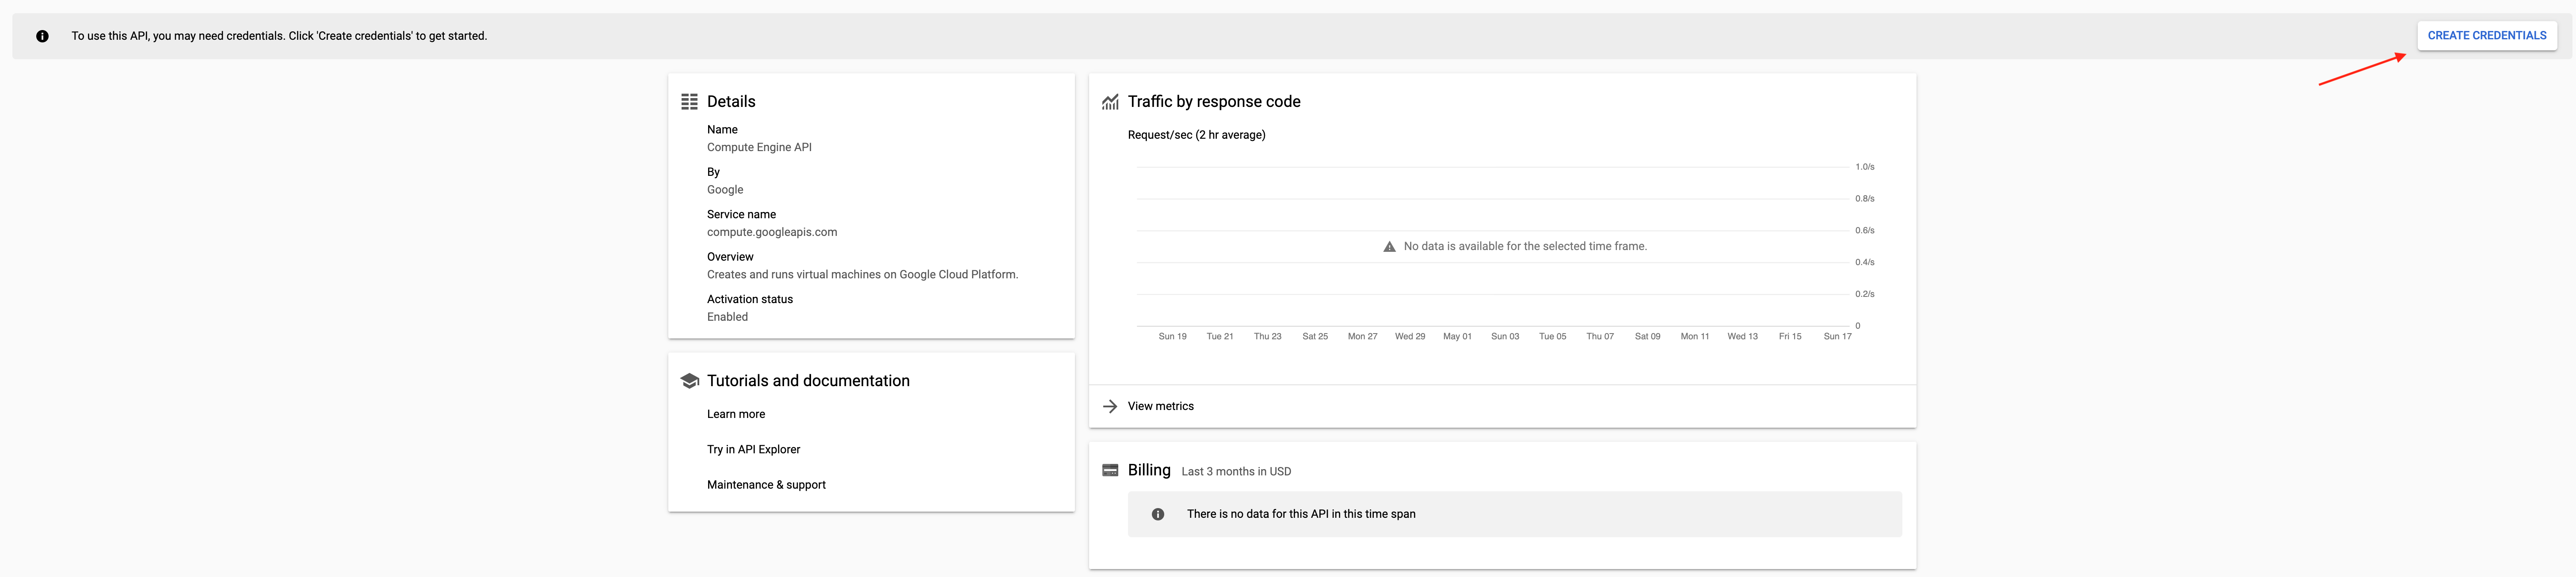 To use this API, you may need credentials. Click 'Create credentials' to get started.
CREATE CREDENTIALS
Details
Name
Compute Engine API
By
Google
Service name
compute.googleapis.com
Overview
Creates and runs virtual machines on Google Cloud Platform.
Activation status
Enabled
Tutorials and documentation
Learn more
Try in API Explorer
Maintenance & support
Traffic by response code
Request/sec (2 hr average)
1.0/s
0.8/s
0.6/s
No data is available for the selected time frame.
0.4/s
0.2/s
0
Sun 19 Tue 21 Thu 23 Sat 25 Mon 27 Wed 29 May 01 Sun 03 Tue 05 Thu 07 Sat 09 Mon 11 Wed 13 Fri 15 Sun 17
View metrics
Billing Last 3 months in USD
There is no data for this API in this time span